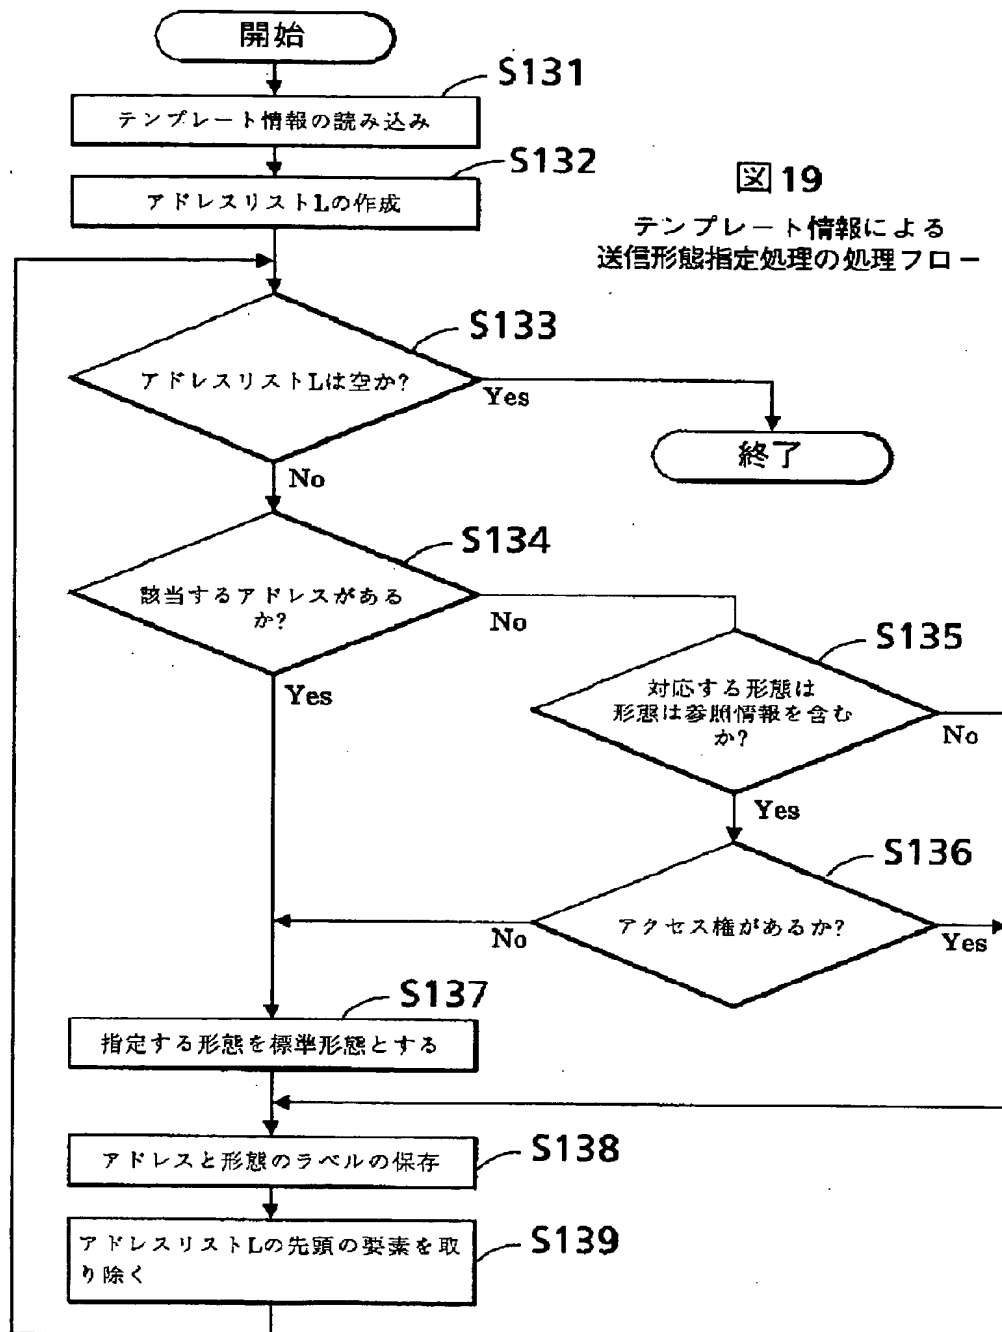 開始
S131
テンプレート情報の読み込み
S132
アドレスリストLの作成
図19
テンプレート情報による
送信形態指定処理の処理フロー
S133
アドレスリストLは空か?
Yes
終了
No
S134
該当するアドレスがある
か?
No
Yes
S135
対応する形態は
形態は参照情報を含む
か?
No
Yes
S136
アクセス権があるか?
No
Yes
S137
指定する形態を標準形態とする
S138
アドレスと形態のラベルの保存
S139
アドレスリストLの先頭の要素を取
り除く